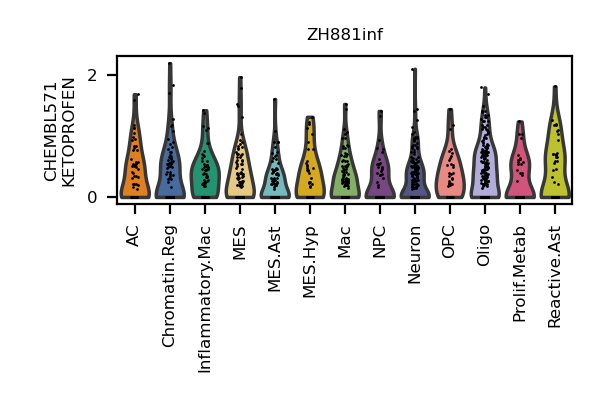 ZH881inf
CHEMBL571
KETOPROFEN
2
0
AC
Chromatin.Reg
Inflammatory.Mac
MES
MES.Ast
MES.Hyp
Mac
NPC
Neuron
OPC
Oligo
Prolif.Metab
Reactive.Ast